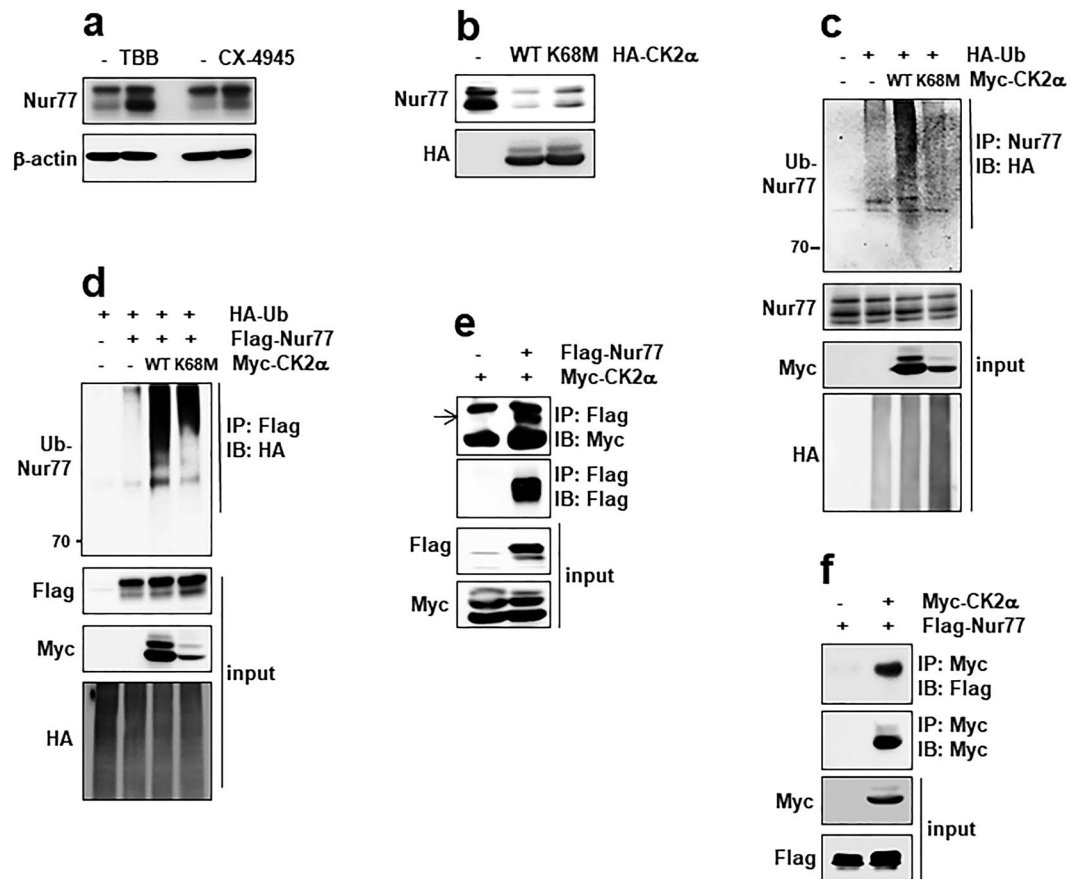 a
- TBB - CX-4945
Nur77
β-actin
b
- WT K68M HA-CK2α
Nur77
HA
c
- + + + HA-Ub
- - WT K68M Myc-CK2α
Ub-
Nur77
70
IP: Nur77
IB: HA
Nur77
Myc
HA
input
d
+ + + + HA-Ub
- + + + Flag-Nur77
- - WT K68M Myc-CK2α
Ub-
Nur77
70
IP: Flag
IB: HA
Flag
Myc
HA
input
e
- + Flag-Nur77
+ + Myc-CK2α
IP: Flag
IB: Myc
IP: Flag
IB: Flag
Flag
Myc
input
f
- + Myc-CK2α
+ + Flag-Nur77
IP: Myc
IB: Flag
IP: Myc
IB: Myc
Myc
Flag
input